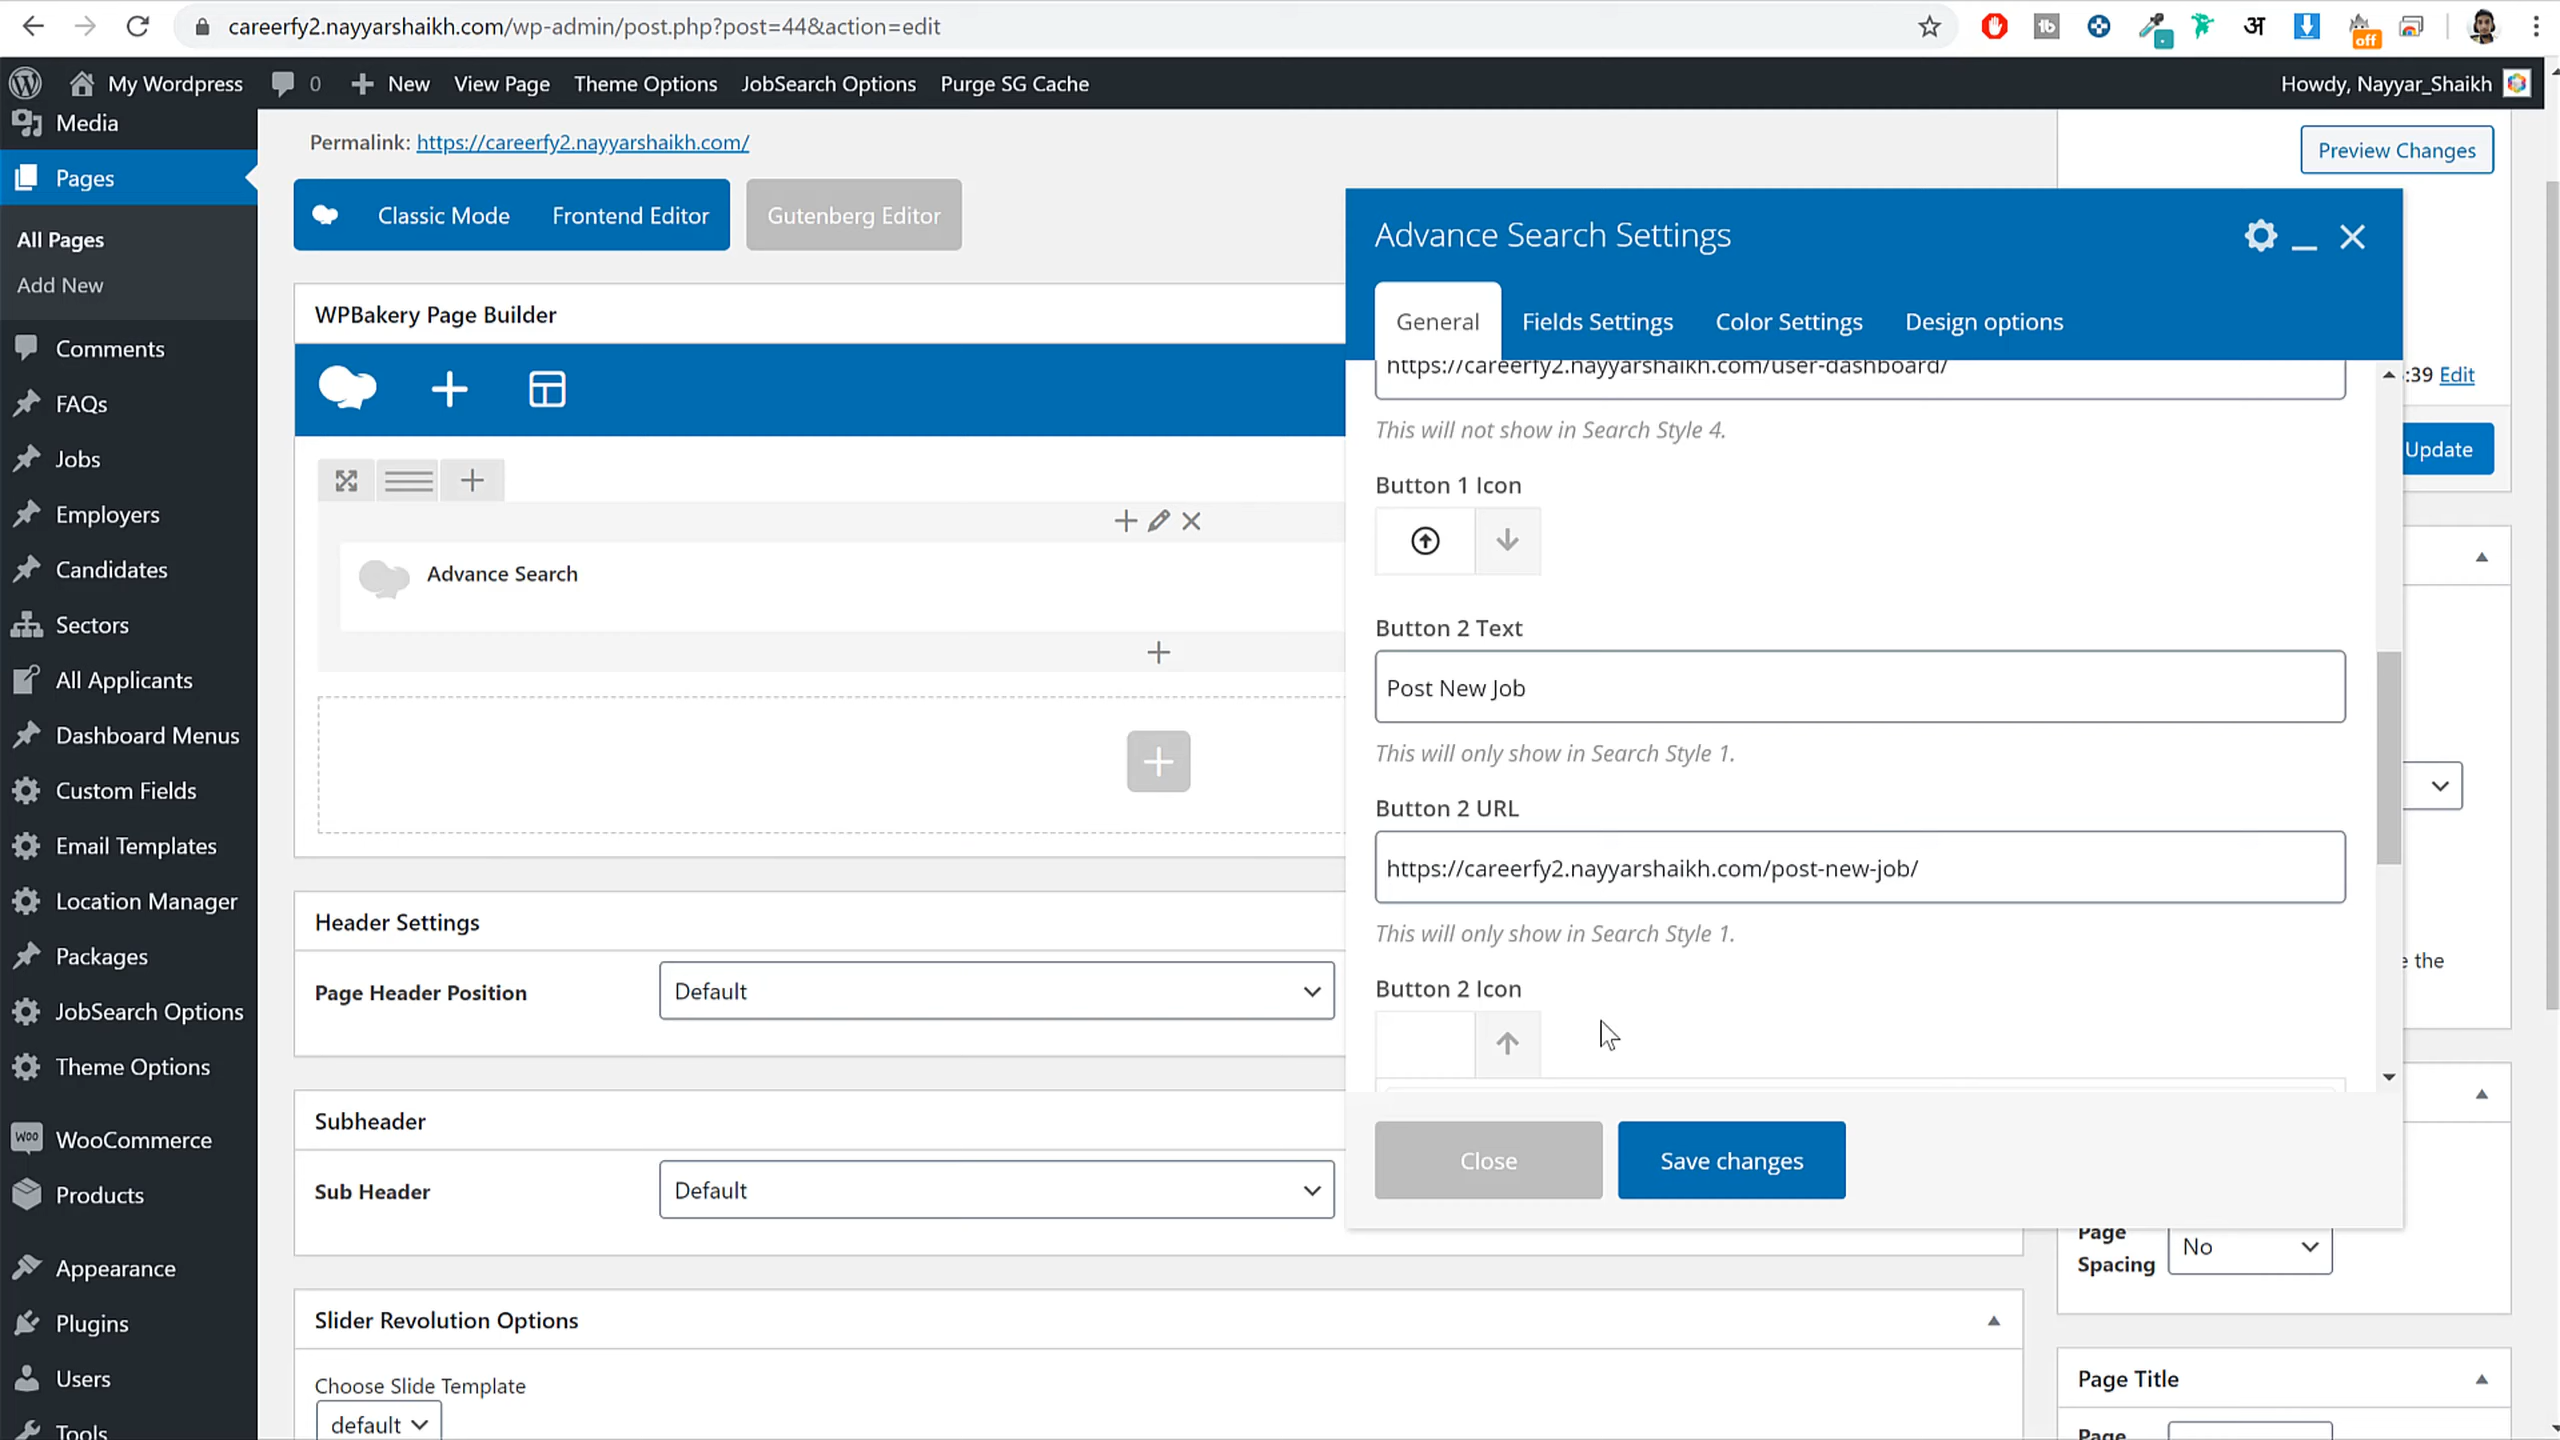 careerfy2.nayyarshaikh.com/wp-admin/post.php?post=44&action=edit
off
My Wordpress
0
New
View Page
Theme Options
JobSearch Options
Purge SG Cache
Howdy, Nayyar_Shaikh
Media
Pages
All Pages
Add New
Comments
FAQs
Jobs
Employers
Candidates
Sectors
All Applicants
Dashboard Menus
Custom Fields
Email Templates
Location Manager
Packages
JobSearch Options
Theme Options
WooCommerce
Products
Appearance
Plugins
Users
Tools
Permalink: https://careerfy2.nayyarshaikh.com/
Classic Mode
Frontend Editor
Gutenberg Editor
WPBakery Page Builder
Advance Search
Header Settings
Page Header Position
Default
Subheader
Sub Header
Default
Slider Revolution Options
Choose Slide Template
default
Advance Search Settings
General
Fields Settings
Color Settings
Design options
https://careerfy2.nayyarshaikh.com/user-dashboard/
This will not show in Search Style 4.
Button 1 Icon
Button 2 Text
Post New Job
This will only show in Search Style 1.
Button 2 URL
https://careerfy2.nayyarshaikh.com/post-new-job/
This will only show in Search Style 1.
Button 2 Icon
Close
Save changes
Preview Changes
:39 Edit
Update
the
Page
Spacing
No
Page Title
Page